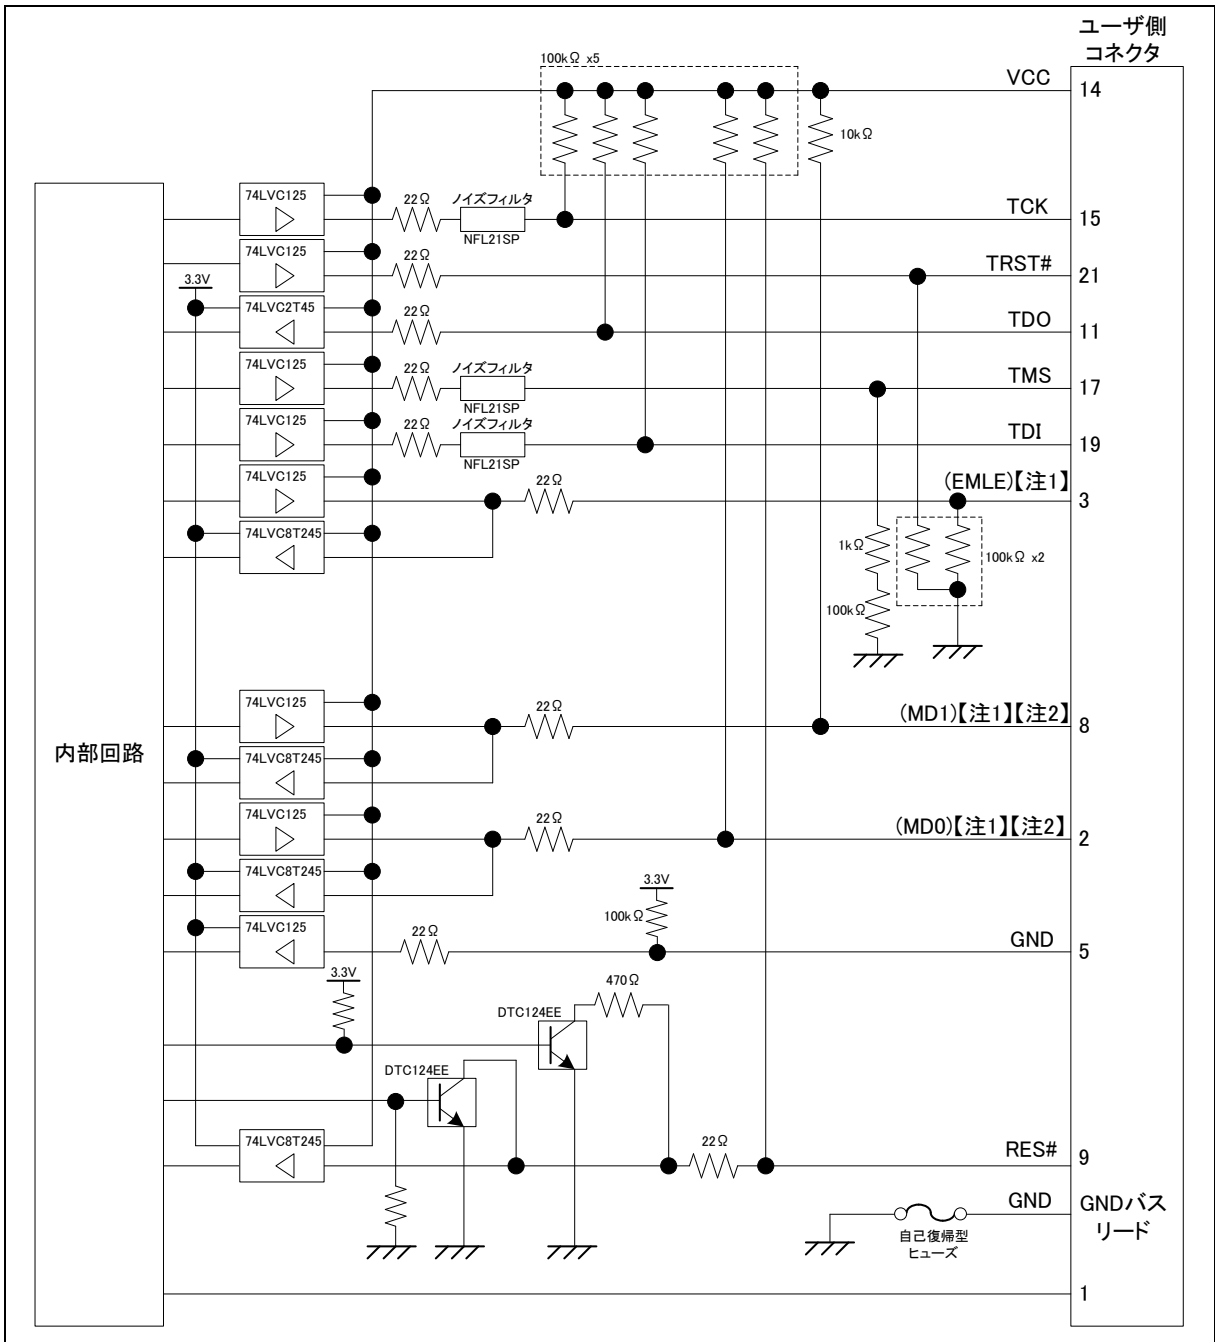 ユーザ側
コネクタ
100kΩ x5
VCC
14
10kΩ
74LVC125
22Ω
ノイズフィルタ
NFL21SP
TCK
15
74LVC125
22Ω
TRST#
21
3.3V
74LVC2T45
22Ω
TDO
11
74LVC125
22Ω
ノイズフィルタ
NFL21SP
TMS
17
74LVC125
22Ω
ノイズフィルタ
NFL21SP
TDI
19
74LVC125
22Ω
(EMLE)【注1】
3
74LVC8T245
1kΩ
100kΩ x2
100kΩ
内部回路
74LVC125
22Ω
(MD1)【注1】【注2】
8
74LVC8T245
74LVC125
22Ω
(MD0)【注1】【注2】
2
74LVC8T245
3.3V
100kΩ
74LVC125
22Ω
GND
5
3.3V
470Ω
DTC124EE
DTC124EE
74LVC8T245
22Ω
RES#
9
GND
GNDバス
リード
自己復帰型
ヒューズ
1